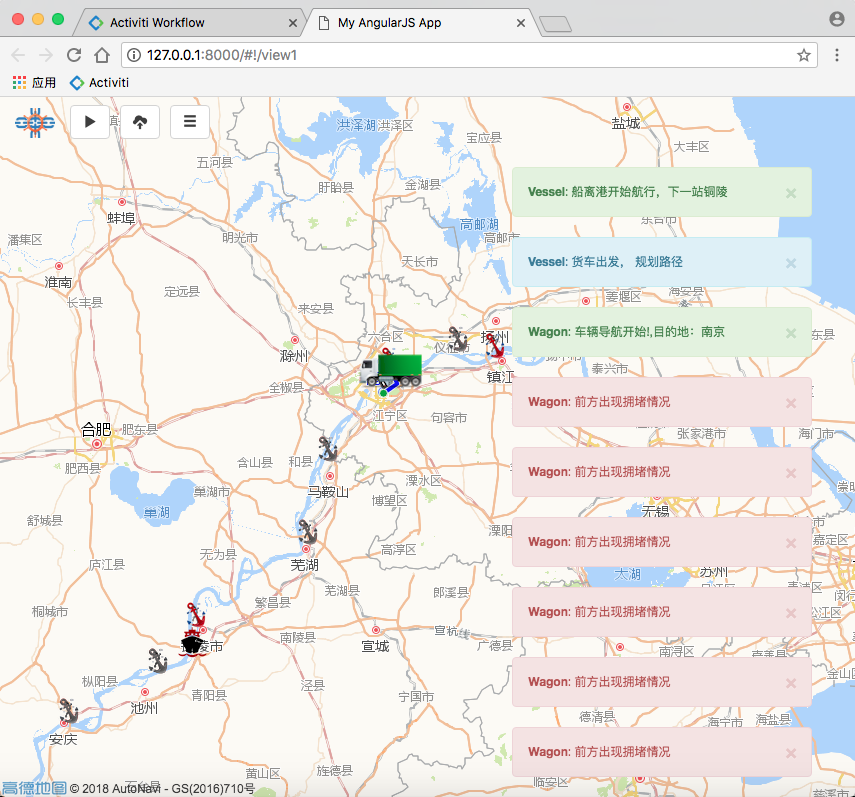 Activiti Workflow
My AngularJS App
127.0.0.1:8000/#!/view1
应用
Activiti
洪泽湖
洪泽区
宝应县
盐城
大丰区
五河县
盱眙县
金湖县
Vessel: 船离港开始航行，下一站铜陵 ×
蚌埠
东台市
潘集区
明光市
高邮湖
高邮市
Vessel: 货车出发， 规划路径 ×
天长市
淮南
定远县
海安县
长丰县
来安县
姜堰区
六合区
扬州
Wagon: 车辆导航开始!,目的地：南京 ×
东县
仪征市
滁州
镇江
泰兴市
全椒县
Wagon: 前方出现拥堵情况 ×
江宁区
句容市
合肥
肥东县
张家港市
海门市
肥西县
含山县
和县
Wagon: 前方出现拥堵情况 ×
溧水区
巢湖市
马鞍山
博望区
巢湖
无锡
舒城县
溧阳
Wagon: 前方出现拥堵情况 ×
嘉定区
无为县
高淳区
庐江县
芜湖
太湖
苏州
芜湖县
郎溪县
Wagon: 前方出现拥堵情况 ×
桐城市
繁昌县
松江区
南陵县
宣城
广德县
南浔区
嘉善县
枞阳县
Wagon: 前方出现拥堵情况 ×
金山区
泾县
青阳县
池州
宁国市
德清县
海宁市
海盐县
安庆
Wagon: 前方出现拥堵情况 ×
黄山区
旌德县
临安区
慈溪市
高德地图 © 2018 AutoNavi - GS(2016)710号